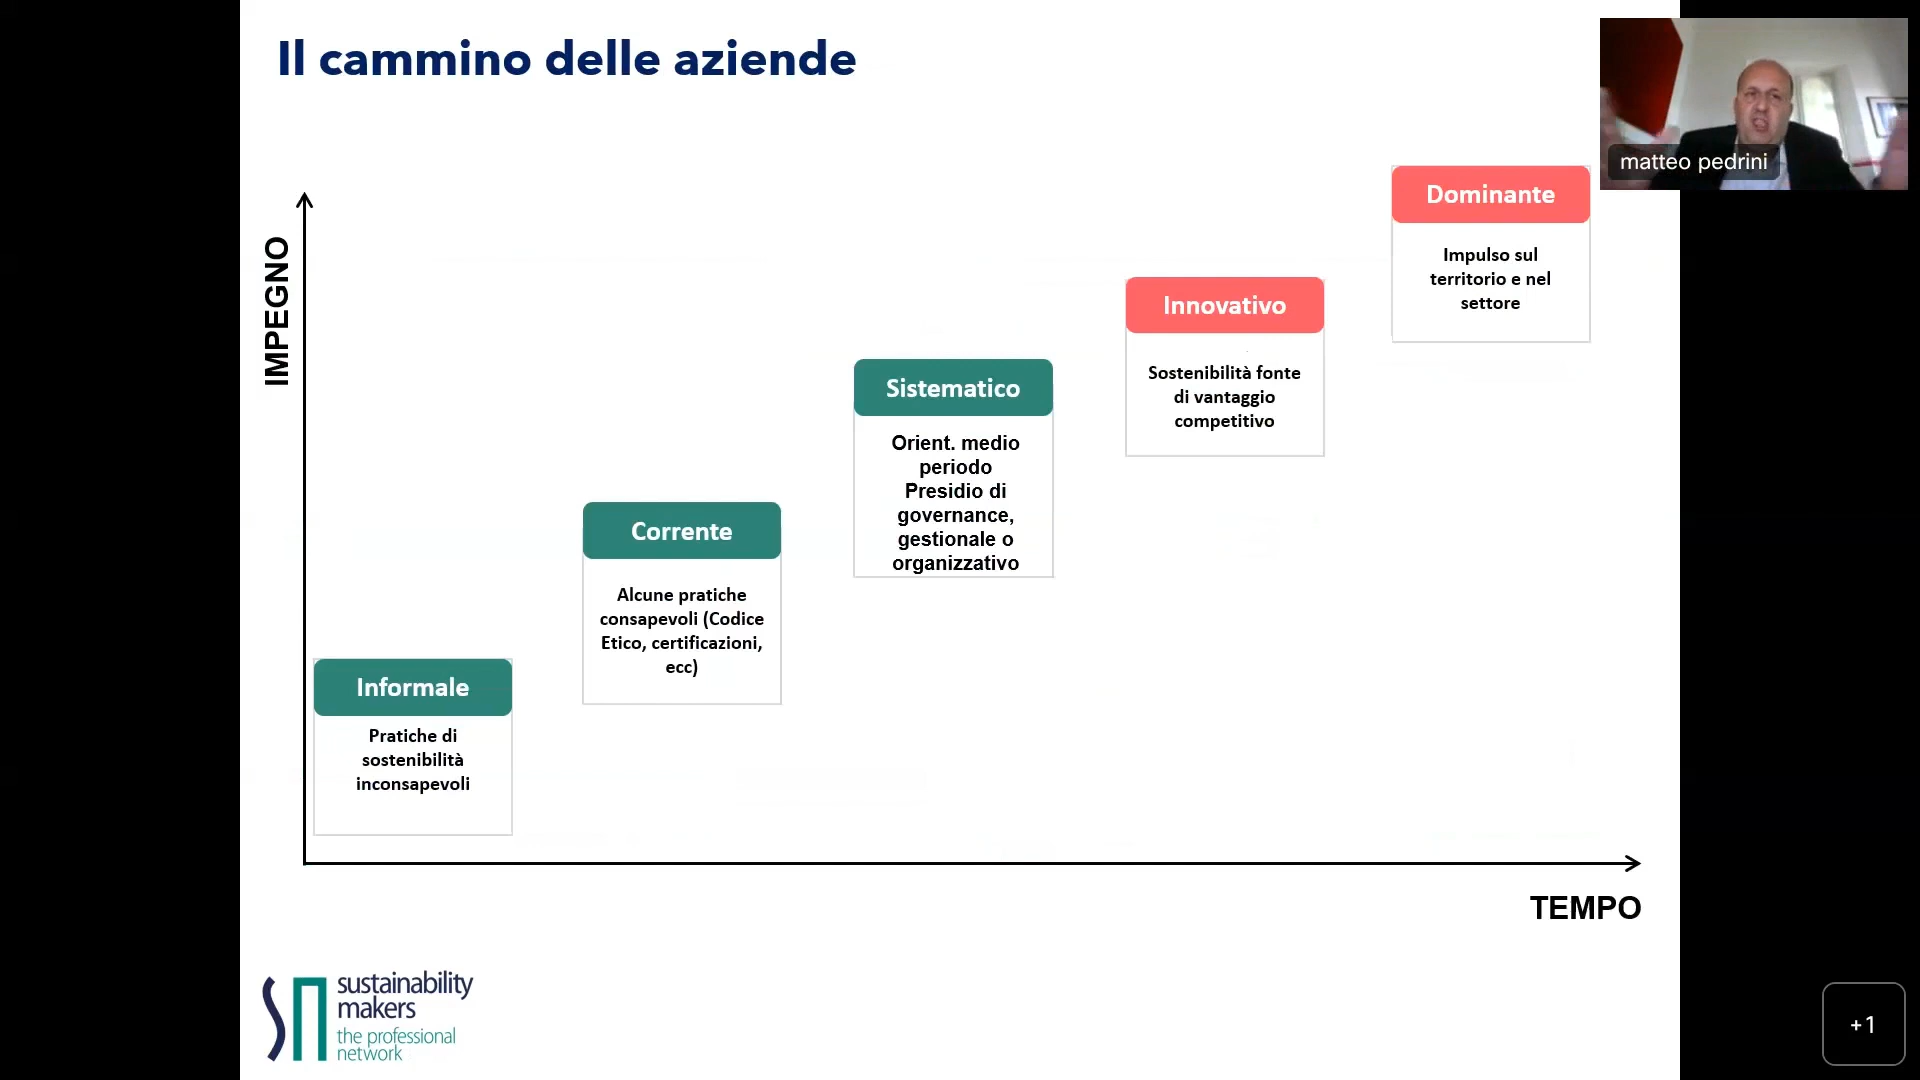 Il cammino delle aziende
matteo pedrini
IMPEGNO
Dominante
Impulso sul
territorio e nel
settore
Innovativo
Sostenibilità fonte
di vantaggio
competitivo
Sistematico
Orient. medio
periodo
Presidio di
governance,
gestionale o
organizzativo
Corrente
Alcune pratiche
consapevoli (Codice
Etico, certificazioni,
ecc)
Informale
Pratiche di
sostenibilità
inconsapevoli
TEMPO
sustainability
makers
the professional
network
+1